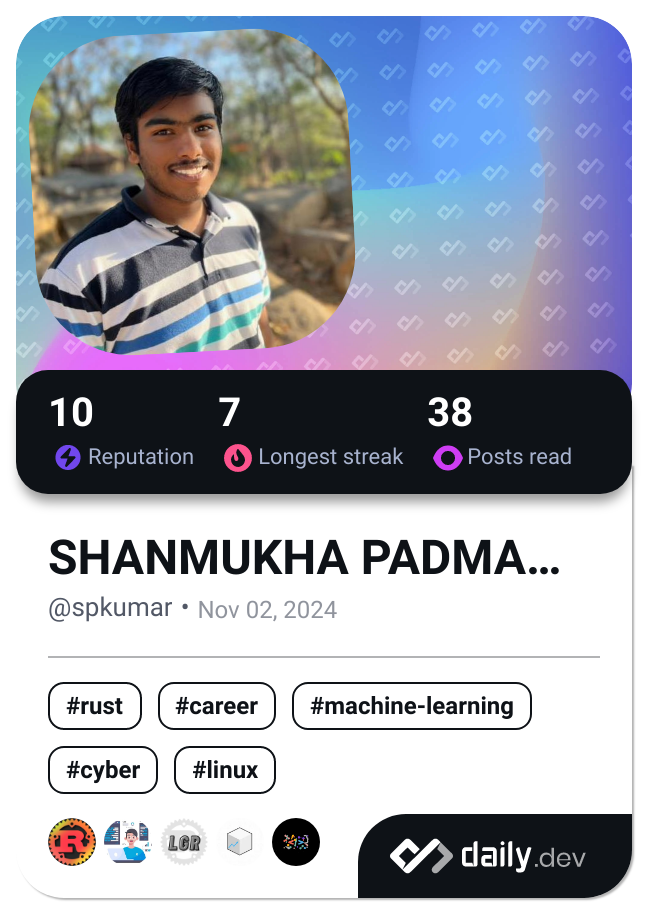 10 7 38
Reputation Longest streak Posts read
SHANMUKHA PADMA...
@spkumar • Nov 02, 2024
#rust #career #machine-learning
#cyber #linux
R LGR
daily.dev